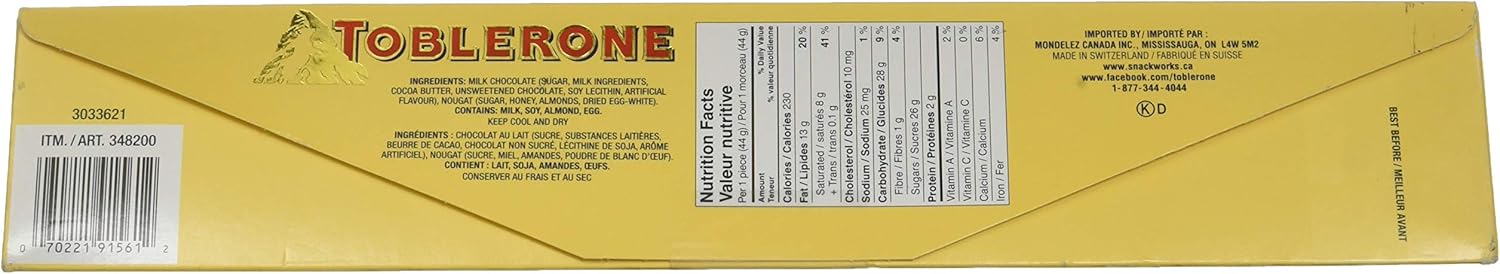 TOBLERONE
INGREDIENTS: MILK CHOCOLATE (SUGAR, MILK INGREDIENTS,
COCOA BUTTER, UNSWEETENED CHOCOLATE, SOY LECITHIN, ARTIFICIAL
FLAVOUR), NOUGAT (SUGAR, HONEY, ALMONDS, DRIED EGG-WHITE).
CONTAINS: MILK, SOY, ALMOND, EGG.
KEEP COOL AND DRY
INGRÉDIENTS : CHOCOLAT AU LAIT (SUCRE, SUBSTANCES LAITIÈRES,
BEURRE DE CACAO, CHOCOLAT NON SUCRÉ, LÉCITHINE DE SOJA, ARÔME
ARTIFICIEL), NOUGAT (SUCRE, MIEL, AMANDES, POUDRE DE BLANC D'ŒUF).
CONTIENT : LAIT, SOJA, AMANDES, ŒUFS.
CONSERVER AU FRAIS ET AU SEC
3033621
ITM. / ART. 348200
0 70221 91561 2
Nutrition Facts
Valeur nutritive
Per 1 piece (44 g) / Pour 1 morceau (44 g)
Amount % Daily Value
Teneur % valeur quotidienne
Calories / Calories 230
Fat / Lipides 13 g 20 %
Saturated / saturés 8 g
+ Trans / trans 0.1 g 41 %
Cholesterol / Cholestérol 10 mg
Sodium / Sodium 25 mg 1 %
Carbohydrate / Glucides 28 g 9 %
Fibre / Fibres 1 g 4 %
Sugars / Sucres 26 g
Protein / Protéines 2 g
Vitamin A / Vitamine A 2 %
Vitamin C / Vitamine C 0 %
Calcium / Calcium 6 %
Iron / Fer 4 %
IMPORTED BY / IMPORTÉ PAR :
MONDELEZ CANADA INC., MISSISSAUGA, ON L4W 5M2
MADE IN SWITZERLAND / FABRIQUÉ EN SUISSE
www.snackworks.ca
www.facebook.com/toblerone
1-877-344-4044
K D
BEST BEFORE / MEILLEUR AVANT